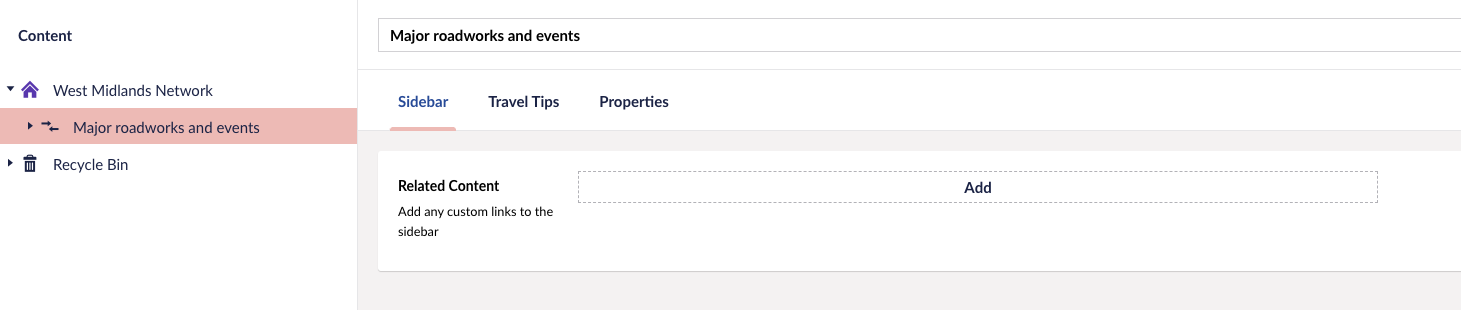 Content
West Midlands Network
Major roadworks and events
Recycle Bin
Major roadworks and events
Sidebar Travel Tips Properties
Related Content
Add any custom links to the
sidebar
Add